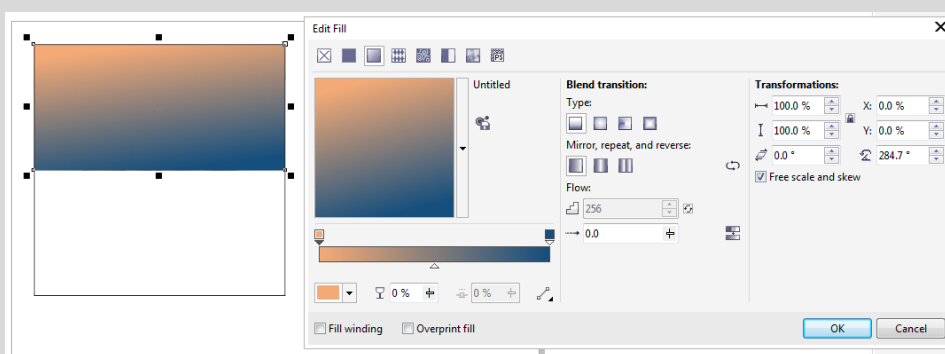 Edit Fill
Untitled
Blend transition:
Type:
Mirror, repeat, and reverse:
Flow:
256
0.0
Transformations:
100.0 %
X: 0.0 %
100.0 %
Y: 0.0 %
0.0 °
284.7 °
Free scale and skew
0 %
0 %
Fill winding
Overprint fill
OK
Cancel